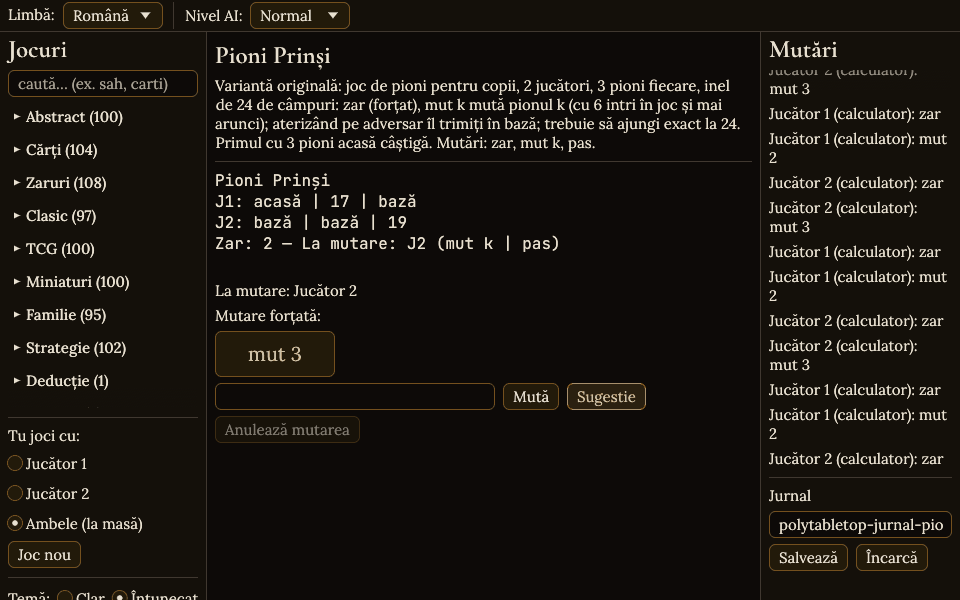 Limbă: Română ▼ Nivel AI: Normal ▼
Jocuri
caută... (ex. sah, carti)
▸ Abstract (100)
▸ Cărți (104)
▸ Zaruri (108)
▸ Clasic (97)
▸ TCG (100)
▸ Miniaturi (100)
▸ Familie (95)
▸ Strategie (102)
▸ Deducție (1)
Tu joci cu:
Jucător 1
Jucător 2
Ambele (la masă)
Joc nou
Temă: Clar Întunecat
Pioni Prinși
Variantă originală: joc de pioni pentru copii, 2 jucători, 3 pioni fiecare, inel
de 24 de câmpuri: zar (forțat), mut k mută pionul k (cu 6 intri în joc și mai
arunci); aterizând pe adversar îl trimiți în bază; trebuie să ajungi exact la 24.
Primul cu 3 pioni acasă câștigă. Mutări: zar, mut k, pas.
Pioni Prinși
J1: acasă | 17 | bază
J2: bază | bază | 19
Zar: 2 — La mutare: J2 (mut k | pas)
La mutare: Jucător 2
Mutare forțată:
mut 3
Mută Sugestie
Anulează mutarea
Mutări
Jucător 2 (calculator):
mut 3
Jucător 1 (calculator): zar
Jucător 1 (calculator): mut
2
Jucător 2 (calculator): zar
Jucător 2 (calculator):
mut 3
Jucător 1 (calculator): zar
Jucător 1 (calculator): mut
2
Jucător 2 (calculator): zar
Jucător 2 (calculator):
mut 3
Jucător 1 (calculator): zar
Jucător 1 (calculator): mut
2
Jucător 2 (calculator): zar
Jurnal
polytabletop-jurnal-pio
Salvează Încarcă